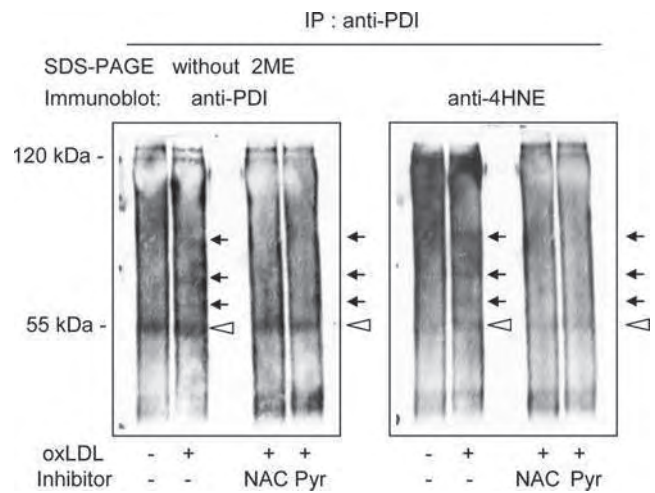 IP : anti-PDI
SDS-PAGE without 2ME
Immunoblot: anti-PDI anti-4HNE
120 kDa -
55 kDa -
oxLDL - + + + - + + +
Inhibitor - - NAC Pyr - - NAC Pyr